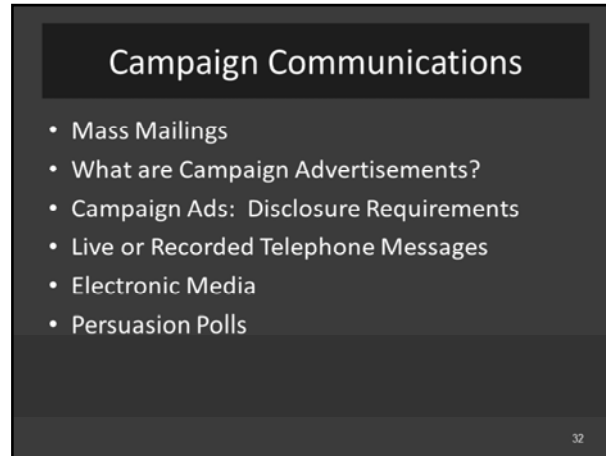 Campaign Communications
• Mass Mailings
• What are Campaign Advertisements?
• Campaign Ads: Disclosure Requirements
• Live or Recorded Telephone Messages
• Electronic Media
• Persuasion Polls
32